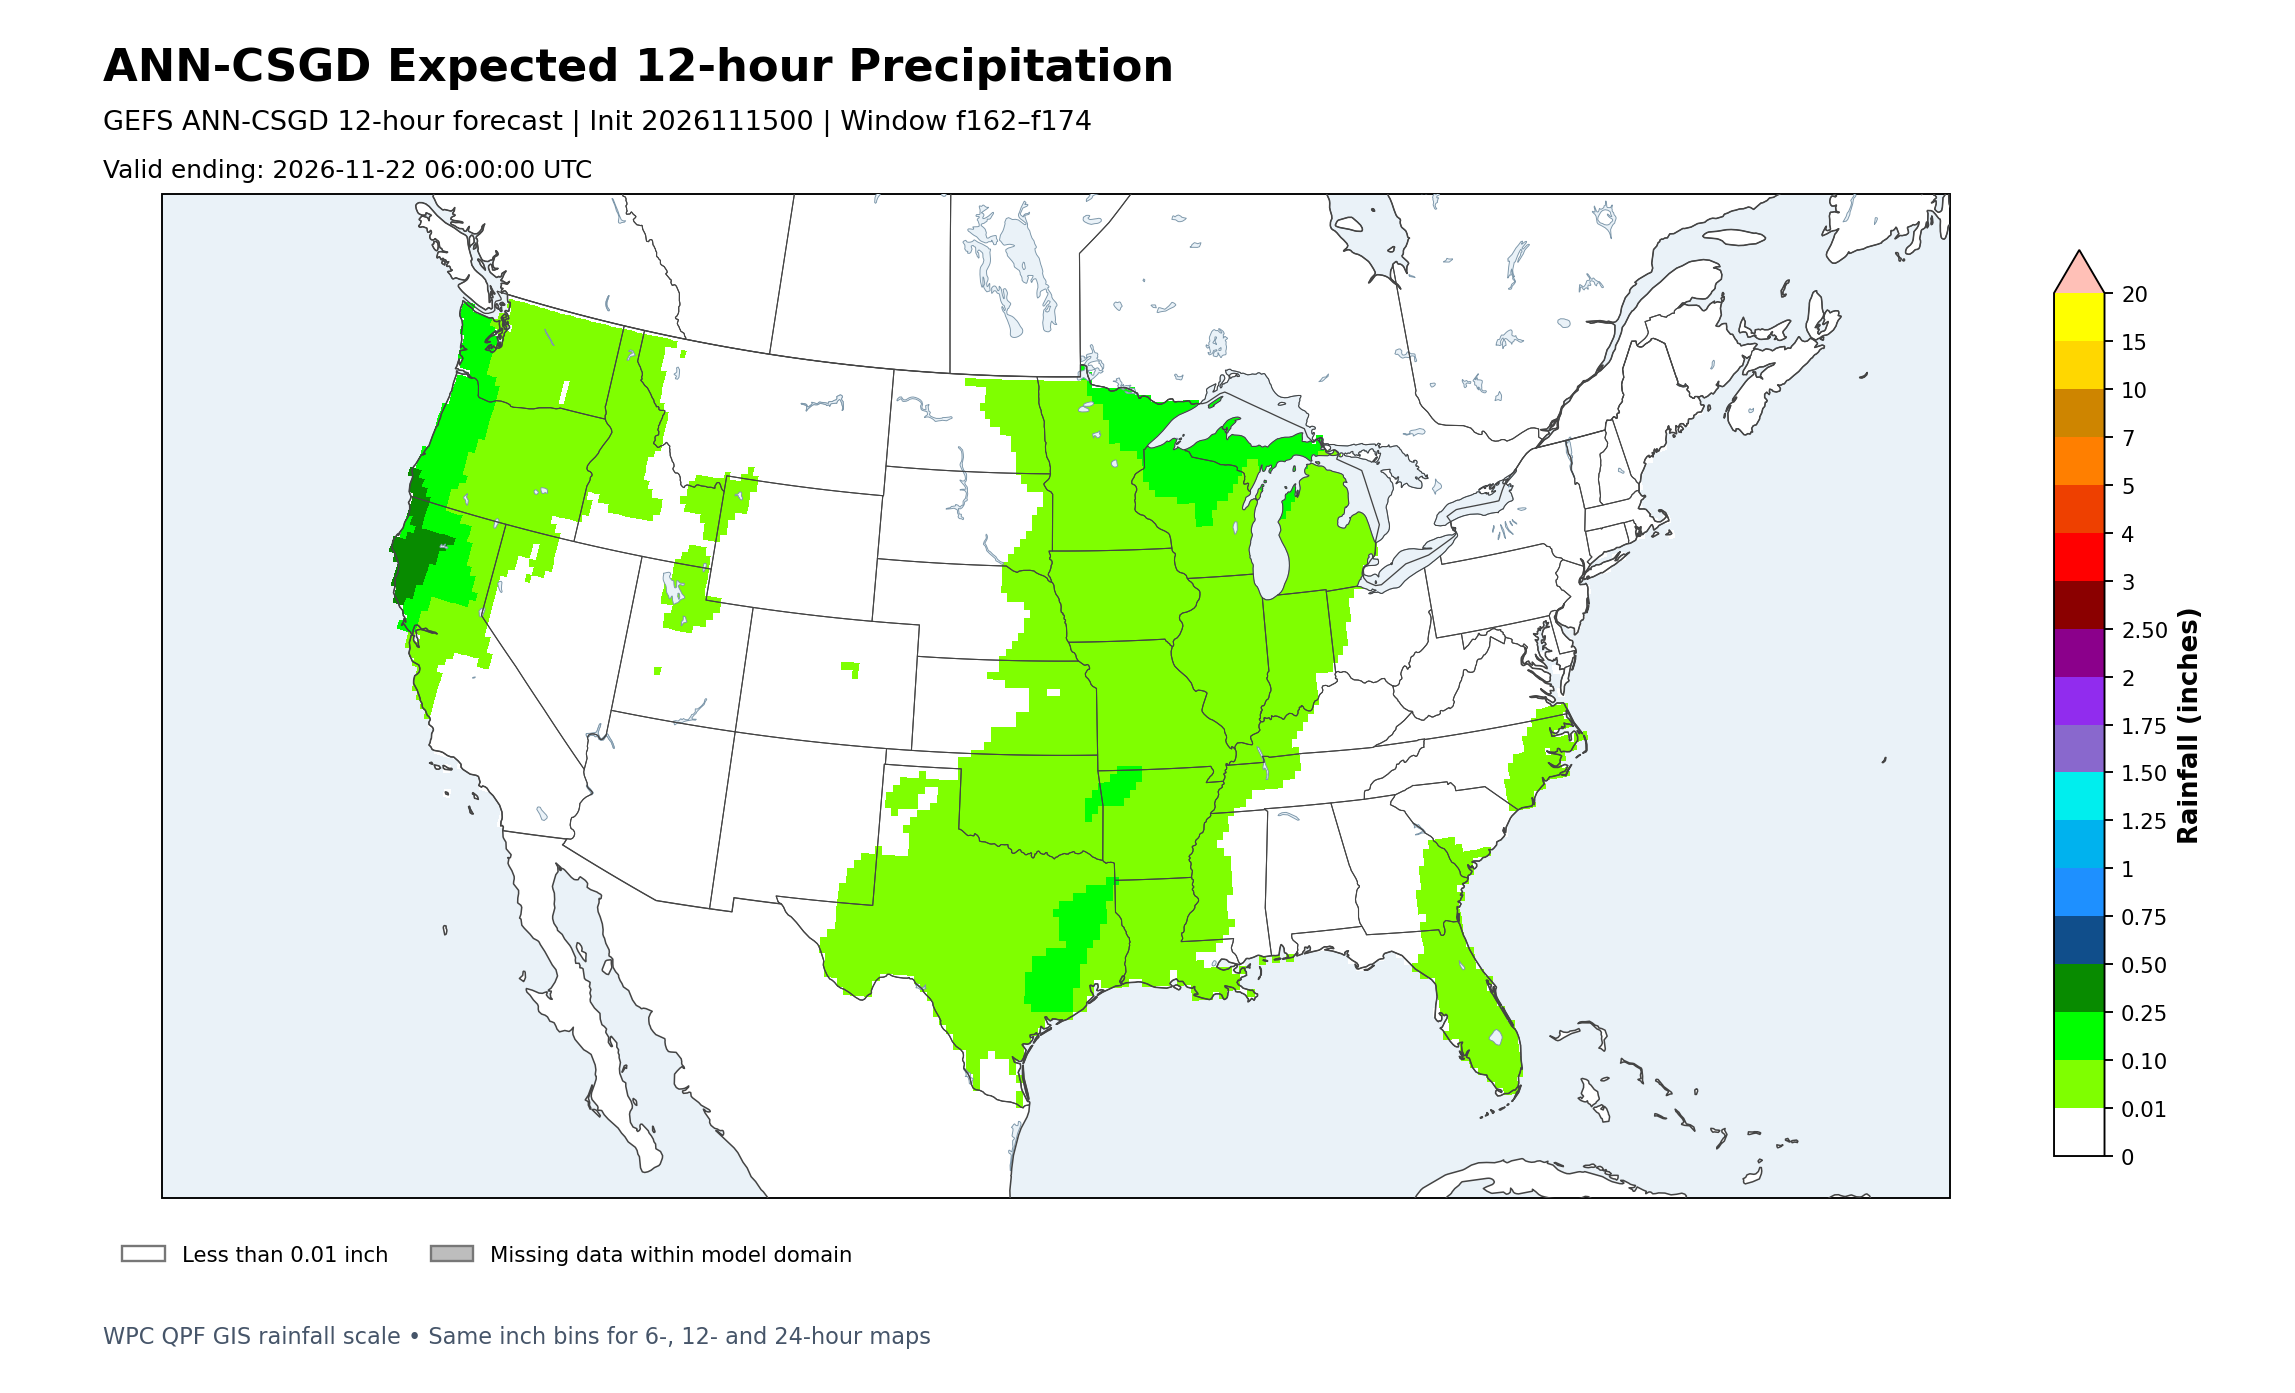 ANN-CSGD Expected 12-hour Precipitation
GEFS ANN-CSGD 12-hour forecast | Init 2026111500 | Window f162–f174
Valid ending: 2026-11-22 06:00:00 UTC
20
15
10
7
5
4
3
2.50
2
1.75
1.50
1.25
1
0.75
0.50
0.25
0.10
0.01
0
Rainfall (inches)
Less than 0.01 inch
Missing data within model domain
WPC QPF GIS rainfall scale • Same inch bins for 6-, 12- and 24-hour maps